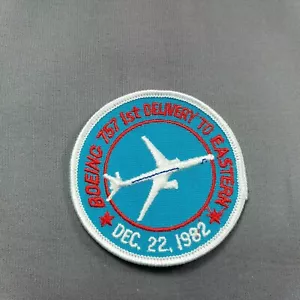 BOEING 757 1st DELIVERY TO EASTERN
DEC. 22, 1982